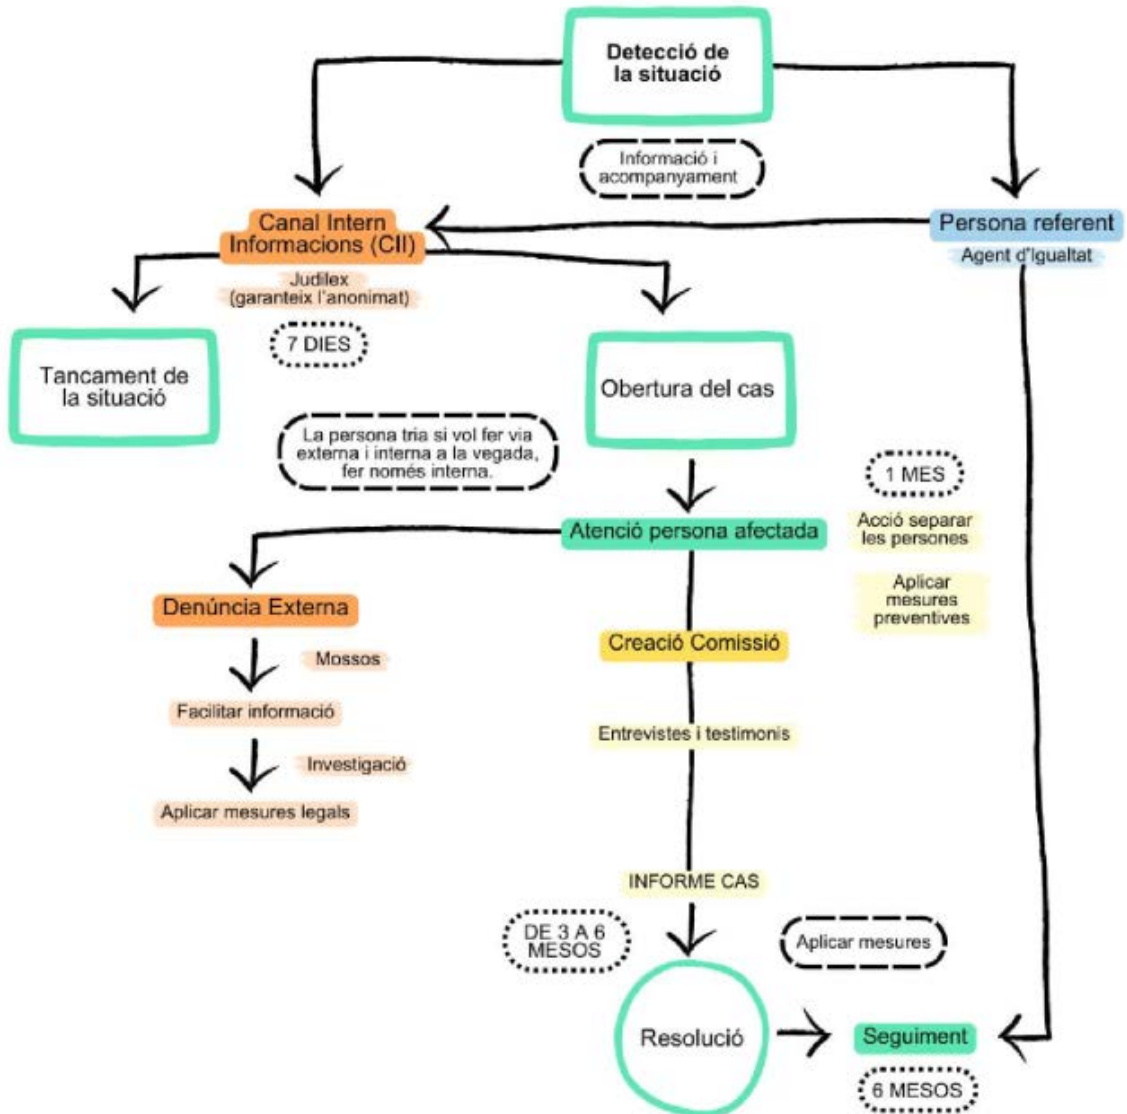 Detecció de
la situació
Informació i
acompanyament
Canal Intern
Informacions (CII)
Judilex
(garanteix l'anonimat)
Persona referent
Agent d'Igualtat
7 DIES
Tancament de
la situació
Obertura del cas
La persona tria si vol fer via
externa i interna a la vegada,
fer només interna.
1 MES
Acció separar
les persones
Aplicar
mesures
preventives
Atenció persona afectada
Denúncia Externa
Mossos
Facilitar informació
Investigació
Aplicar mesures legals
Creació Comissió
Entrevistes i testimonis
INFORME CAS
DE 3 A 6
MESOS
Aplicar mesures
Resolució
Seguiment
6 MESOS